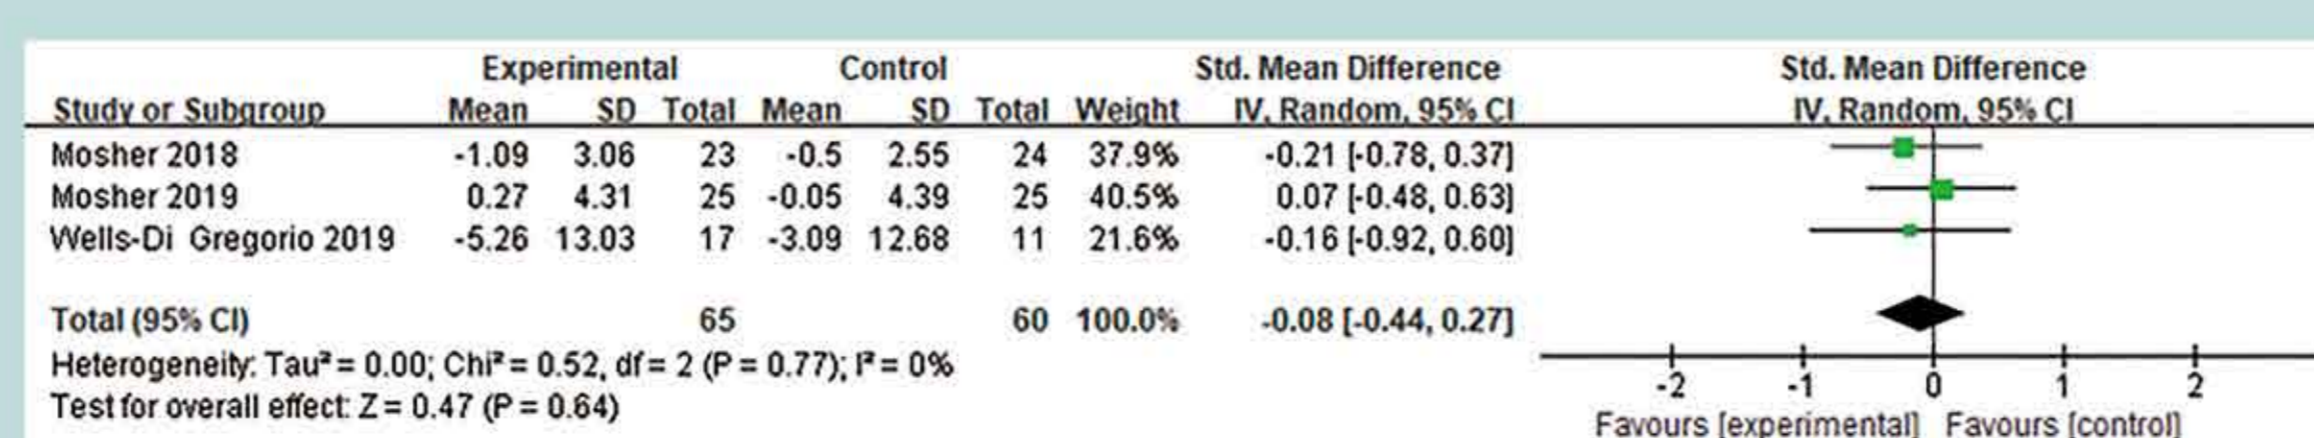 Experimental Control Std. Mean Difference Std. Mean Difference
Study or Subgroup Mean SD Total Mean SD Total Weight IV, Random, 95% CI IV, Random, 95% CI
Mosher 2018 -1.09 3.06 23 -0.5 2.55 24 37.9% -0.21 [-0.78, 0.37]
Mosher 2019 0.27 4.31 25 -0.05 4.39 25 40.5% 0.07 [-0.48, 0.63]
Wells-Di Gregorio 2019 -5.26 13.03 17 -3.09 12.68 11 21.6% -0.16 [-0.92, 0.60]
Total (95% CI) 65 60 100.0% -0.08 [-0.44, 0.27]
Heterogeneity: Tau² = 0.00; Chi² = 0.52, df = 2 (P = 0.77); I² = 0%
Test for overall effect: Z = 0.47 (P = 0.64)
-2 -1 0 1 2
Favours [experimental] Favours [control]